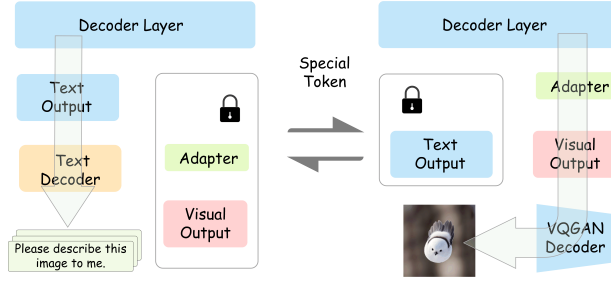 Decoder Layer
Text
Output
Text
Decoder
Please describe this
image to me.
Adapter
Visual
Output
Special
Token
Decoder Layer
Text
Output
Adapter
Visual
Output
VQGAN
Decoder